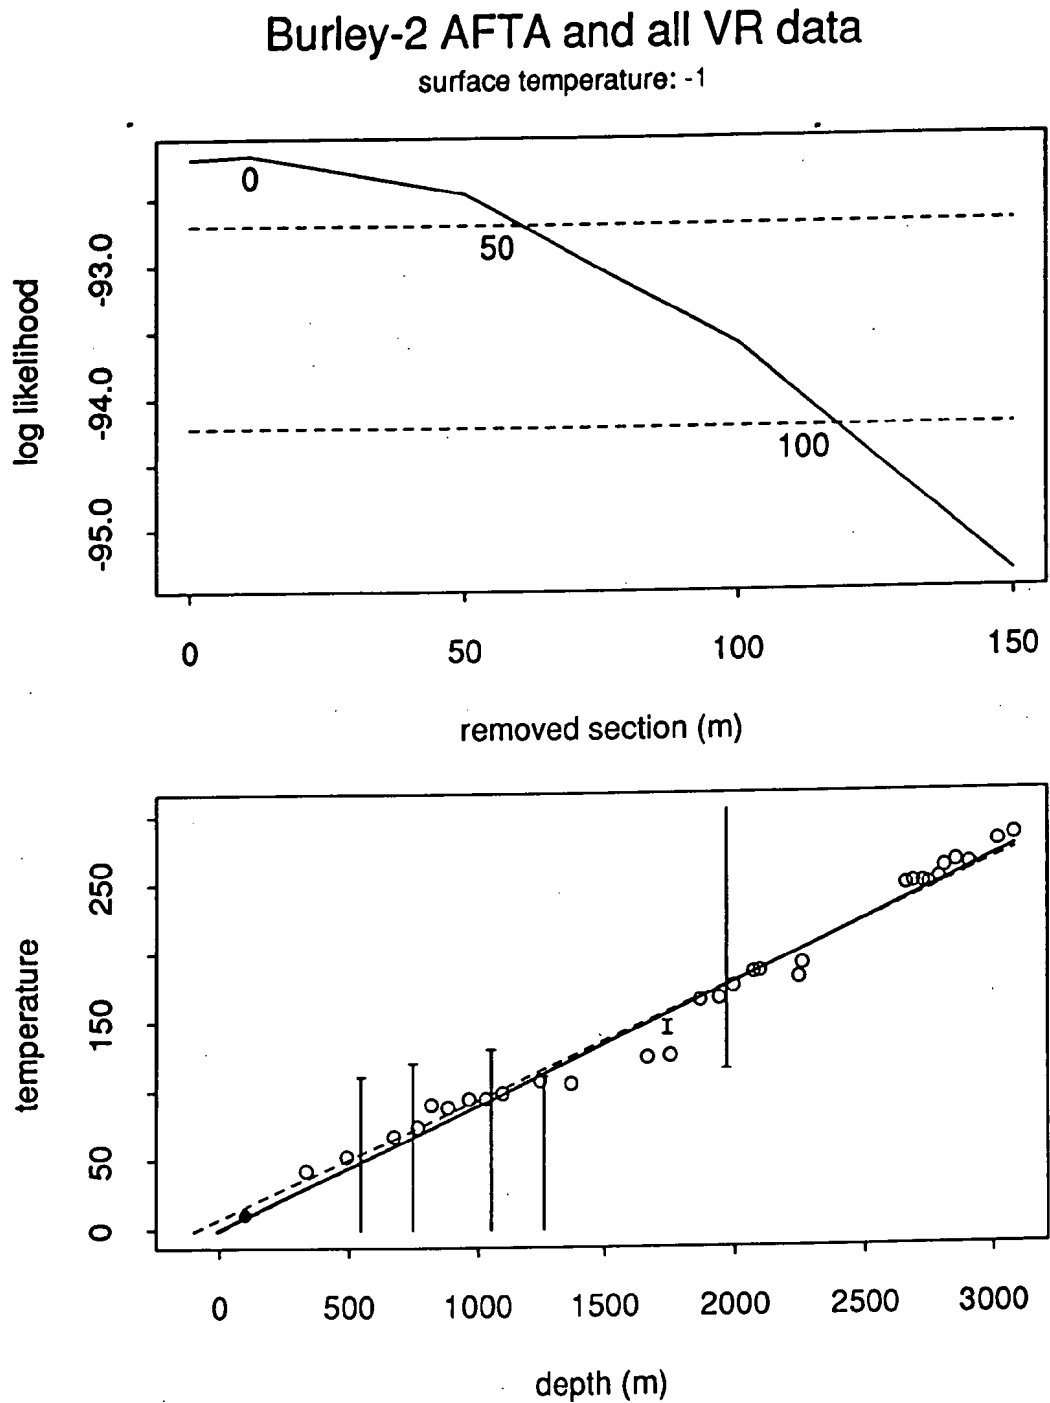 Burley-2 AFTA and all VR data
surface temperature: -1
log likelihood
-93.0
-94.0
-95.0
0
50
100
0 50 100 150
removed section (m)
temperature
250
150
50
0
0 500 1000 1500 2000 2500 3000
depth (m)